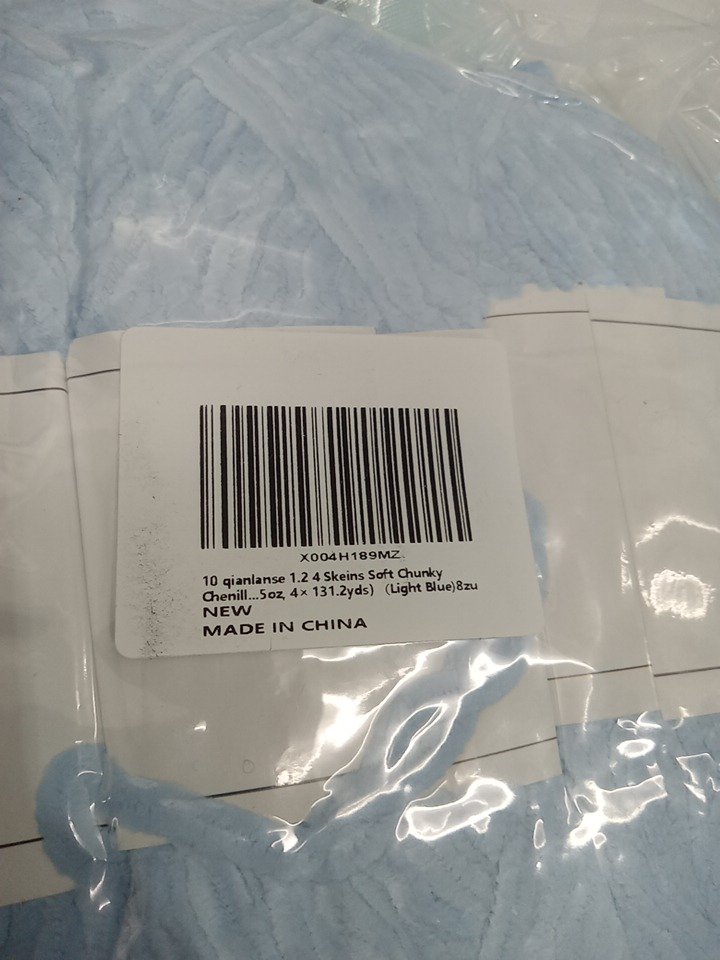 X004H189MZ
10 qianlanse 1.2 4 Skeins Soft Chunky
Chenill...5oz, 4× 131.2yds) (Light Blue)8zu
NEW
MADE IN CHINA